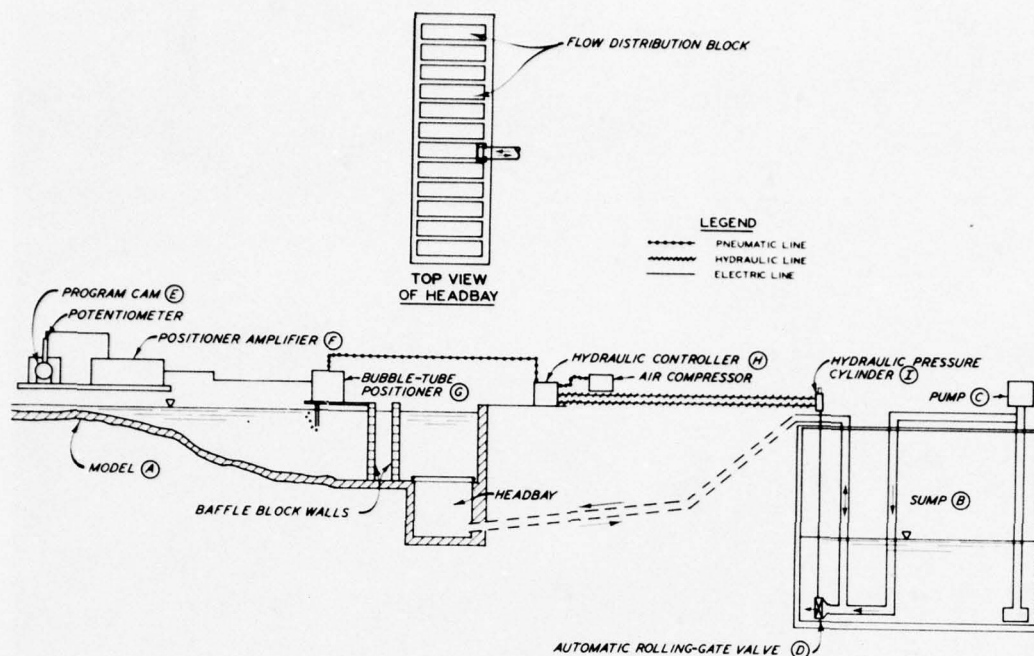 FLOW DISTRIBUTION BLOCK
LEGEND
PNEUMATIC LINE
HYDRAULIC LINE
ELECTRIC LINE
TOP VIEW
OF HEADBAY
PROGRAM CAM (E)
POTENTIOMETER
POSITIONER AMPLIFIER (F)
BUBBLE-TUBE
POSITIONER (G)
HYDRAULIC CONTROLLER (H)
AIR COMPRESSOR
HYDRAULIC PRESSURE
CYLINDER (I)
PUMP (C)
MODEL (A)
BAFFLE BLOCK WALLS
HEADBAY
SUMP (B)
AUTOMATIC ROLLING-GATE VALVE (D)